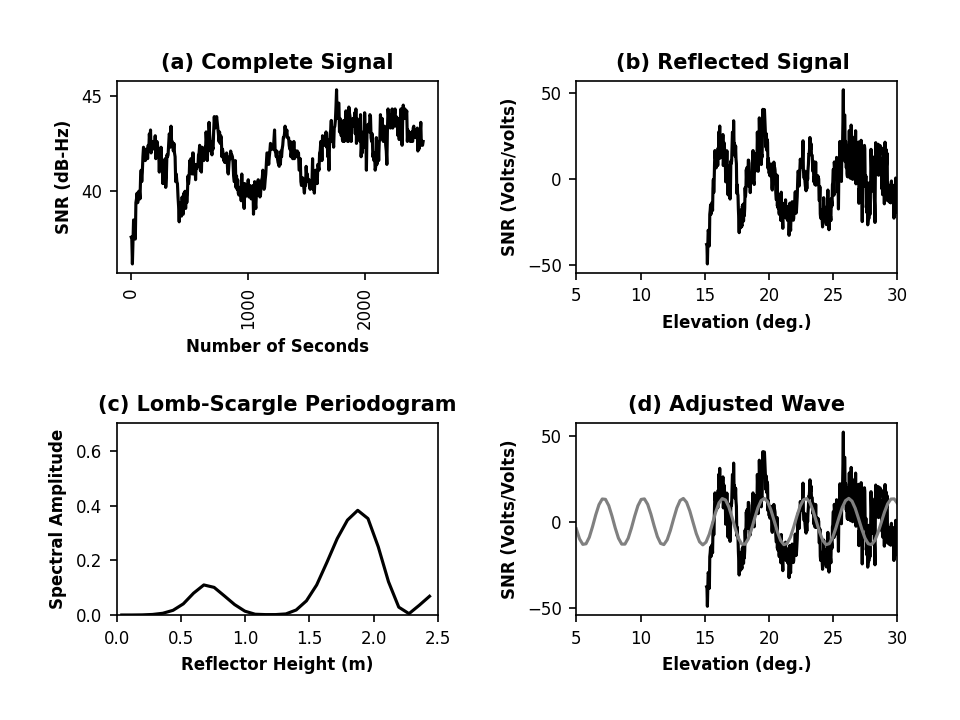 (a) Complete Signal
SNR (dB-Hz)
45
40
0
1000
2000
Number of Seconds
(b) Reflected Signal
SNR (Volts/volts)
50
0
−50
5 10 15 20 25 30
Elevation (deg.)
(c) Lomb-Scargle Periodogram
Spectral Amplitude
0.6
0.4
0.2
0.0
0.0 0.5 1.0 1.5 2.0 2.5
Reflector Height (m)
(d) Adjusted Wave
SNR (Volts/Volts)
50
0
−50
5 10 15 20 25 30
Elevation (deg.)